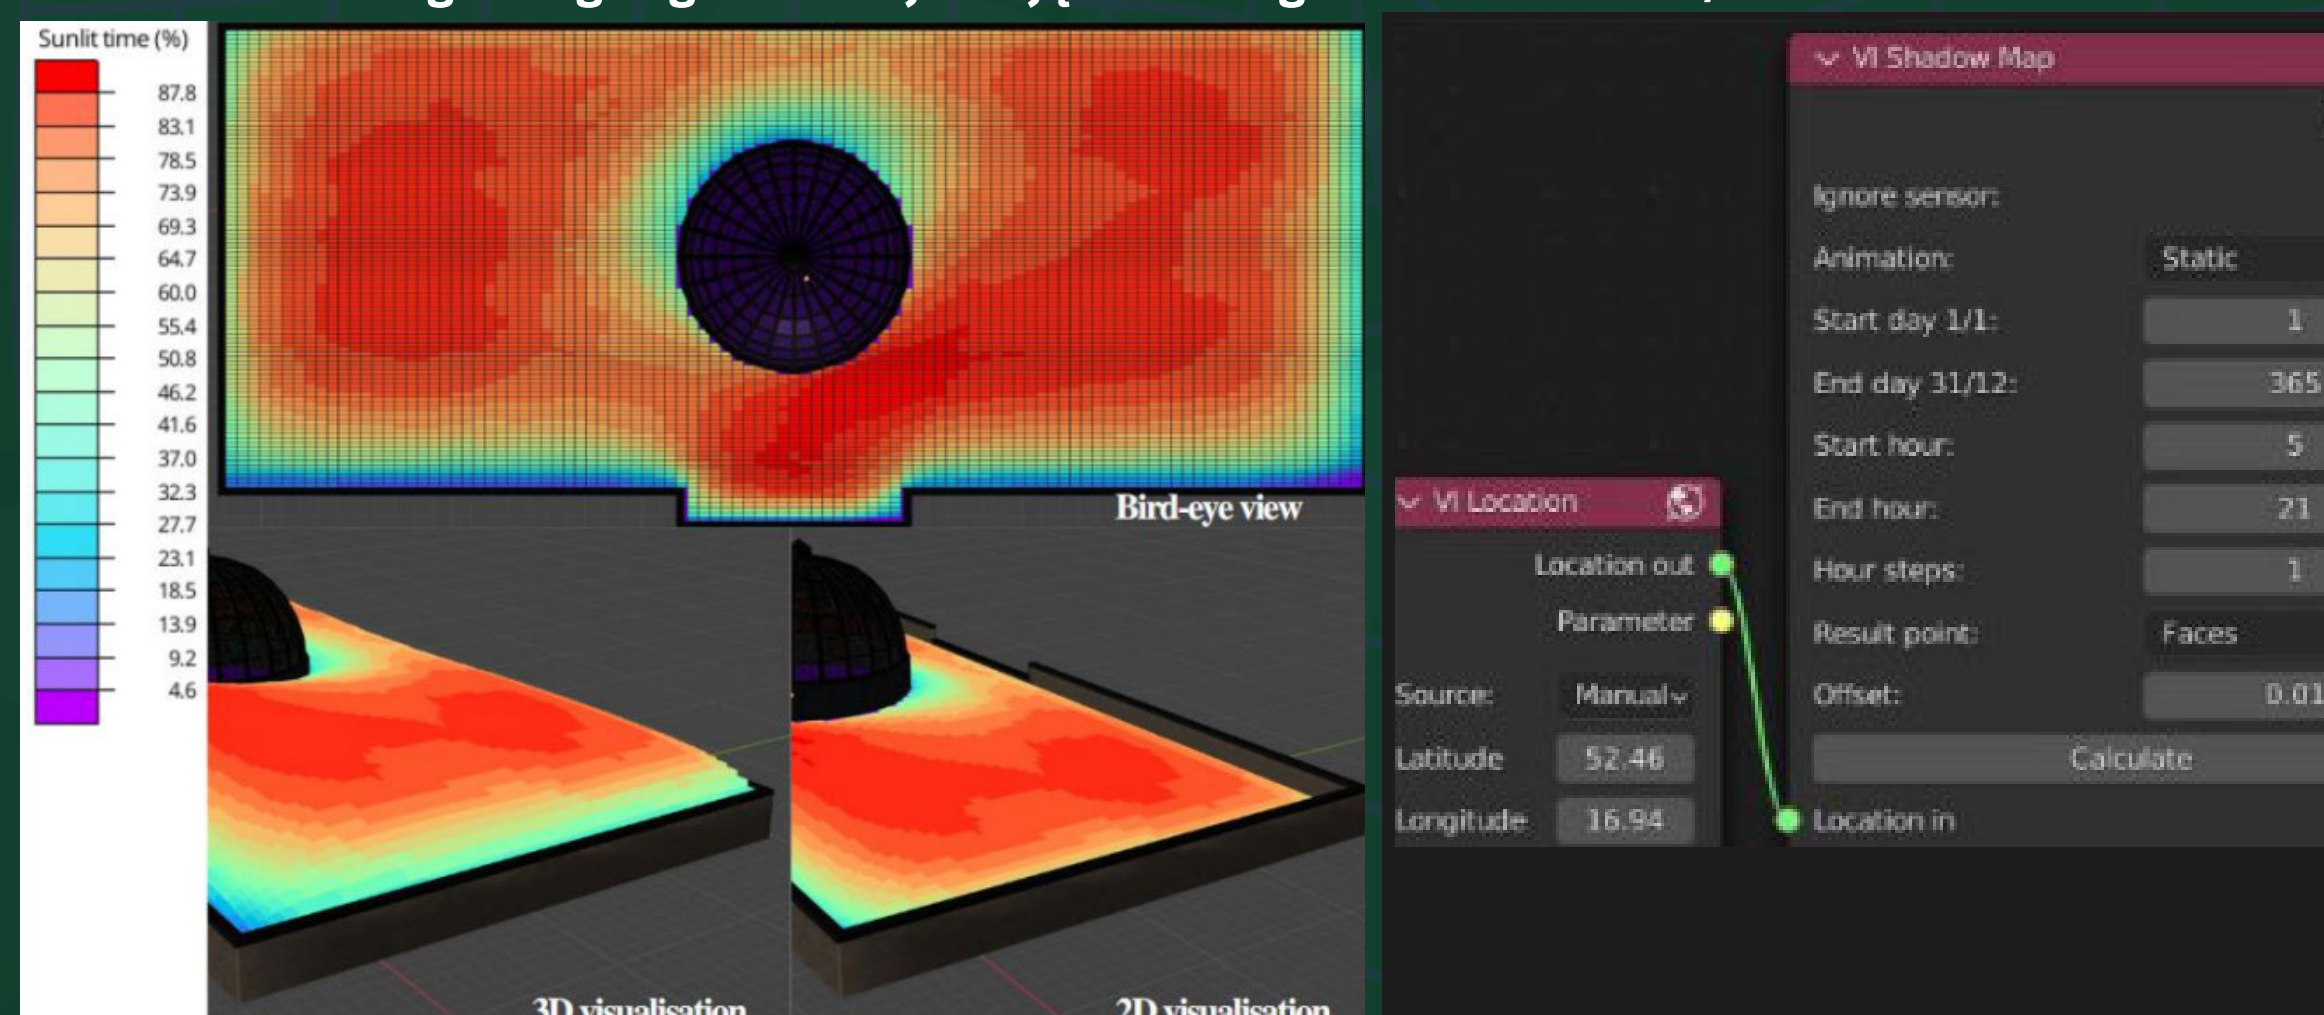 Sunlit time (%)
87.8
83.1
78.5
73.9
69.3
64.7
60.0
55.4
50.8
46.2
41.6
37.0
32.3
27.7
23.1
18.5
13.9
9.2
4.6
Bird-eye view
3D visualisation
2D visualisation
VI Location
Location out
Parameter
Source: Manual
Latitude 52.46
Longitude 16.94
VI Shadow Map
Ignore sensor:
Animation: Static
Start day 1/1: 1
End day 31/12: 365
Start hour: 5
End hour: 21
Hour steps: 1
Result point: Faces
Offset: 0.01
Calculate
Location in